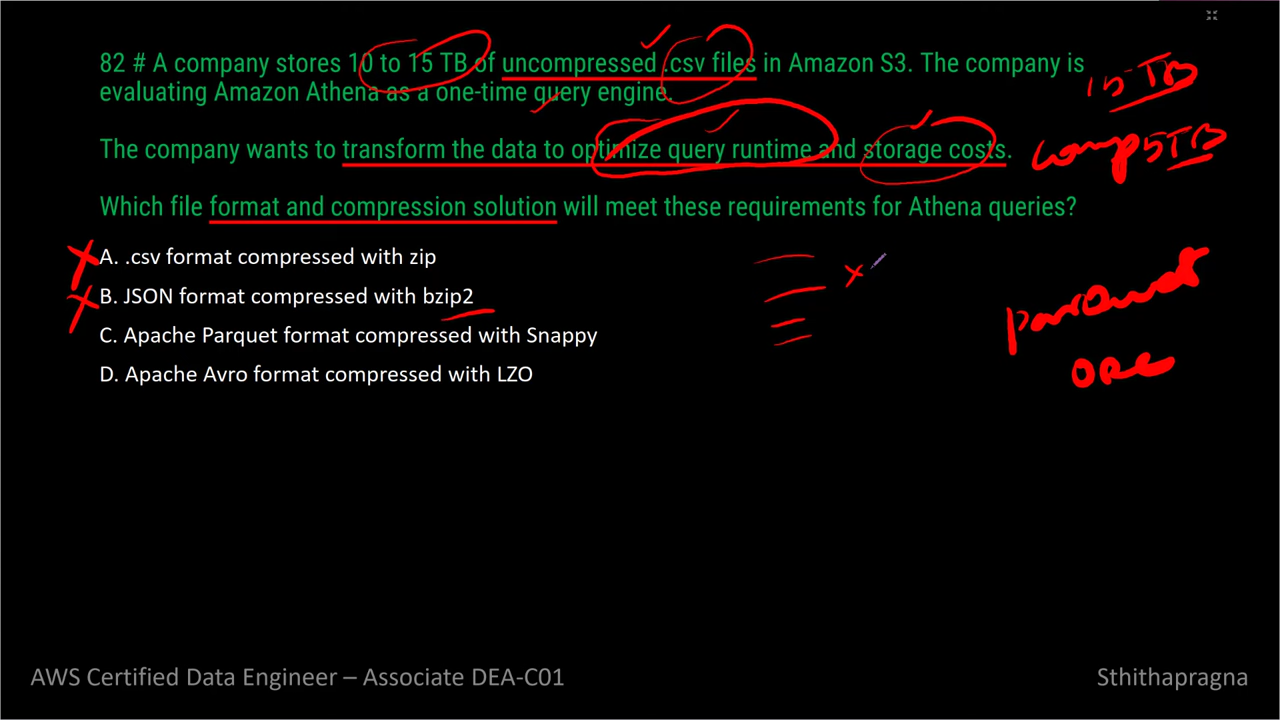 82 # A company stores 10 to 15 TB of uncompressed .csv files in Amazon S3. The company is
evaluating Amazon Athena as a one-time query engine.
15 TB
The company wants to transform the data to optimize query runtime and storage costs.
comp 5TB
Which file format and compression solution will meet these requirements for Athena queries?
A. .csv format compressed with zip
B. JSON format compressed with bzip2
C. Apache Parquet format compressed with Snappy
D. Apache Avro format compressed with LZO
parquet
ORC
AWS Certified Data Engineer – Associate DEA-C01
Sthithapragna